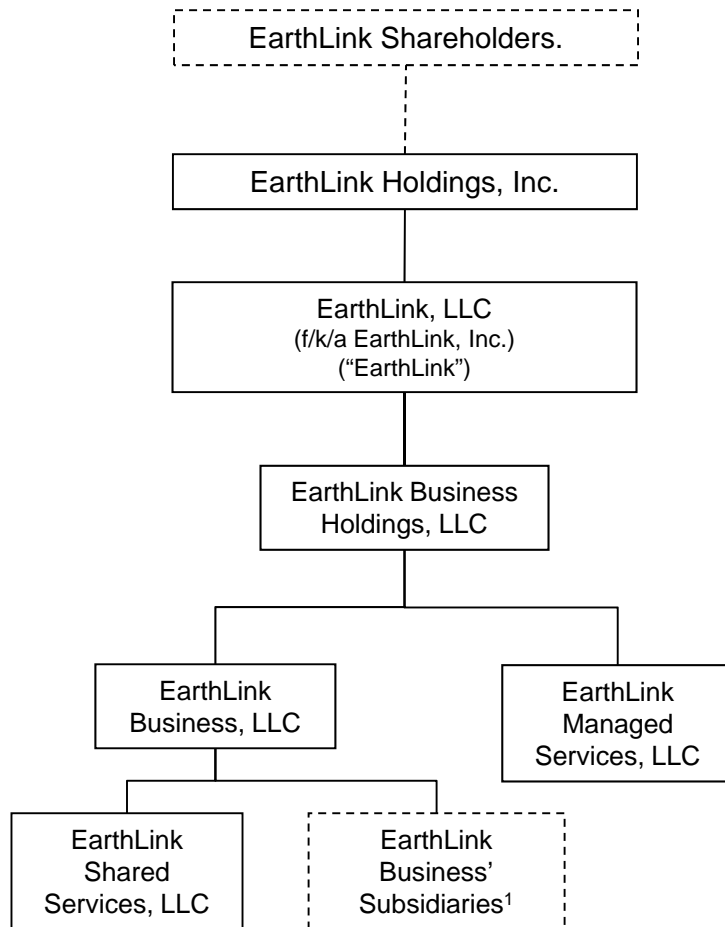 EarthLink Shareholders.
EarthLink Holdings, Inc.
EarthLink, LLC
(f/k/a EarthLink, Inc.)
(“EarthLink”)
EarthLink Business
Holdings, LLC
EarthLink
Business, LLC
EarthLink
Managed
Services, LLC
EarthLink
Shared
Services, LLC
EarthLink
Business’
Subsidiaries¹